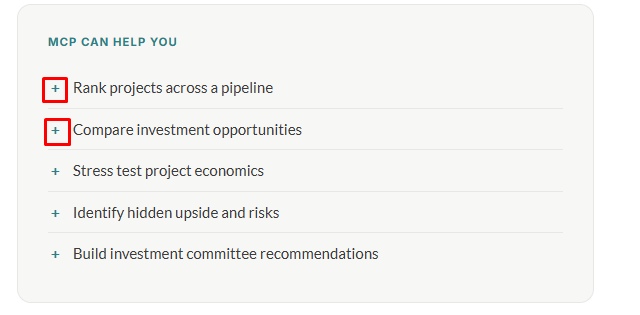 MCP CAN HELP YOU
+ Rank projects across a pipeline
+ Compare investment opportunities
+ Stress test project economics
+ Identify hidden upside and risks
+ Build investment committee recommendations